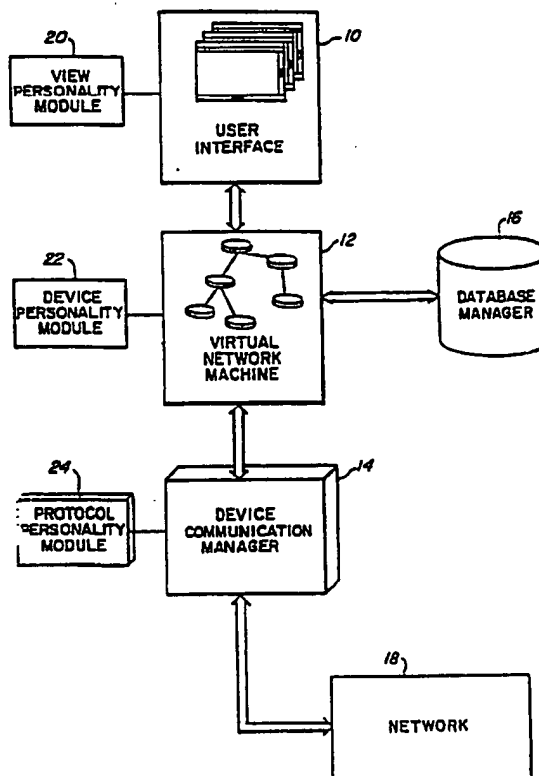 20
VIEW
PERSONALITY
MODULE
10
USER
INTERFACE
22
DEVICE
PERSONALITY
MODULE
12
VIRTUAL
NETWORK
MACHINE
16
DATABASE
MANAGER
24
PROTOCOL
PERSONALITY
MODULE
14
DEVICE
COMMUNICATION
MANAGER
18
NETWORK